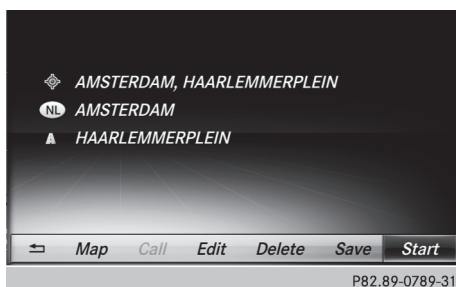 AMSTERDAM, HAARLEMMERPLEIN
NL AMSTERDAM
HAARLEMMERPLEIN
Map Call Edit Delete Save Start
P82.89-0789-31